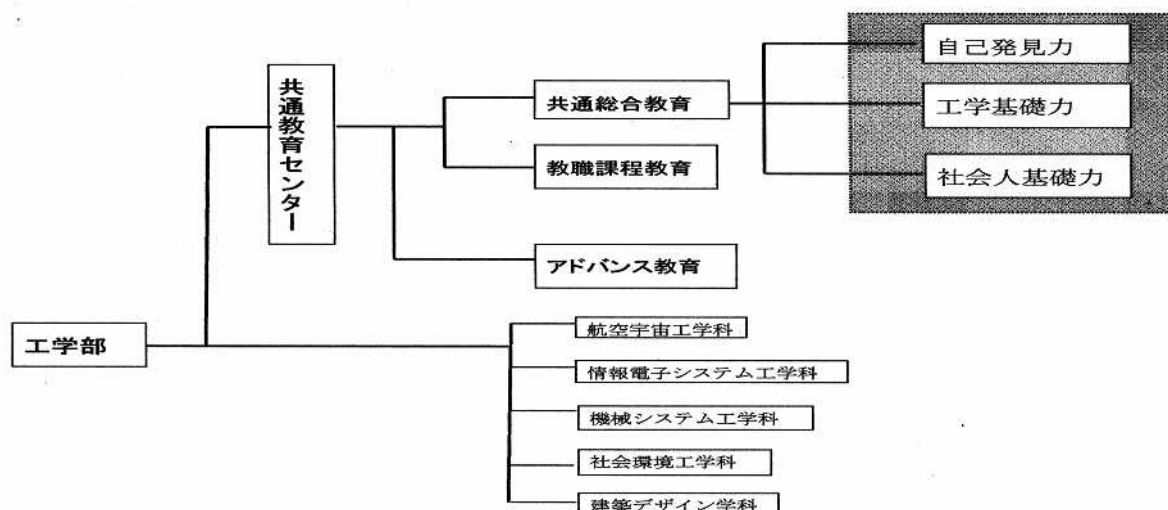 自己発見力
共通総合教育
工学基礎力
共通教育センター
教職課程教育
社会人基礎力
アドバンス教育
工学部
航空宇宙工学科
情報電子システム工学科
機械システム工学科
社会環境工学科
建築デザイン学科